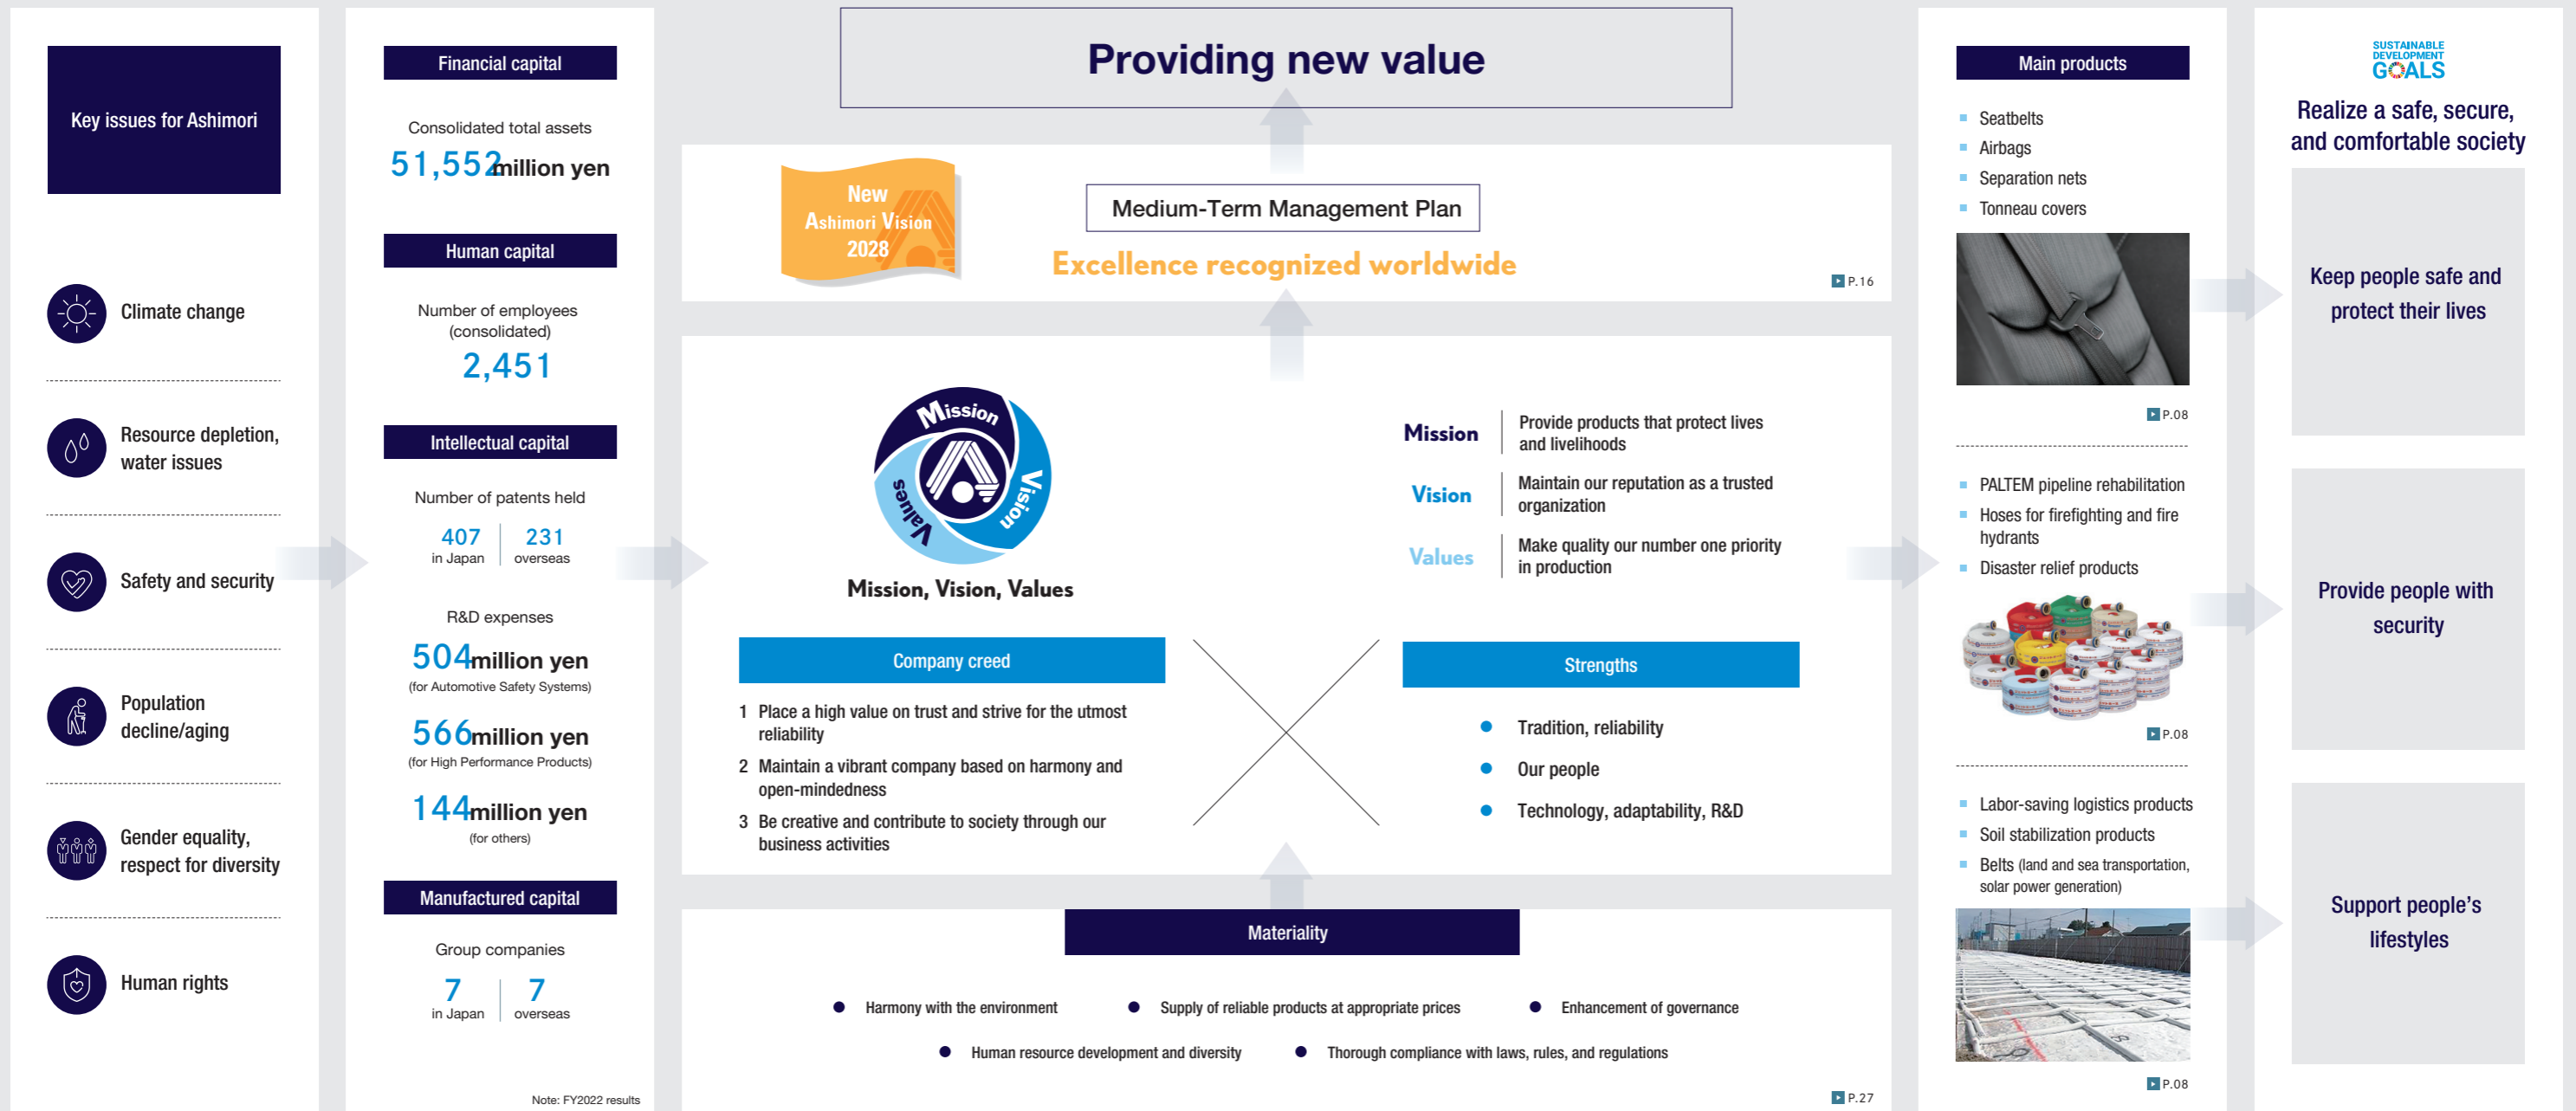 Key issues for Ashimori
Climate change
Resource depletion,
water issues
Safety and security
Population
decline/aging
Gender equality,
respect for diversity
Human rights
Financial capital
Consolidated total assets
51,552million yen
Human capital
Number of employees
(consolidated)
2,451
Intellectual capital
Number of patents held
407 231
in Japan overseas
R&D expenses
504million yen
(for Automotive Safety Systems)
566million yen
(for High Performance Products)
144million yen
(for others)
Manufactured capital
Group companies
7 7
in Japan overseas
Note: FY2022 results
Providing new value
New
Ashimori Vision
2028
Medium-Term Management Plan
Excellence recognized worldwide
P.16
Mission
Vision
Values
Mission, Vision, Values
Mission
Provide products that protect lives
and livelihoods
Vision
Maintain our reputation as a trusted
organization
Values
Make quality our number one priority
in production
Company creed
1 Place a high value on trust and strive for the utmost
reliability
2 Maintain a vibrant company based on harmony and
open-mindedness
3 Be creative and contribute to society through our
business activities
Strengths
Tradition, reliability
Our people
Technology, adaptability, R&D
Materiality
Harmony with the environment
Supply of reliable products at appropriate prices
Enhancement of governance
Human resource development and diversity
Thorough compliance with laws, rules, and regulations
P.27
Main products
Seatbelts
Airbags
Separation nets
Tonneau covers
P.08
PALTEM pipeline rehabilitation
Hoses for firefighting and fire
hydrants
Disaster relief products
P.08
Labor-saving logistics products
Soil stabilization products
Belts (land and sea transportation,
solar power generation)
P.08
SUSTAINABLE
DEVELOPMENT
GOALS
Realize a safe, secure,
and comfortable society
Keep people safe and
protect their lives
Provide people with
security
Support people's
lifestyles